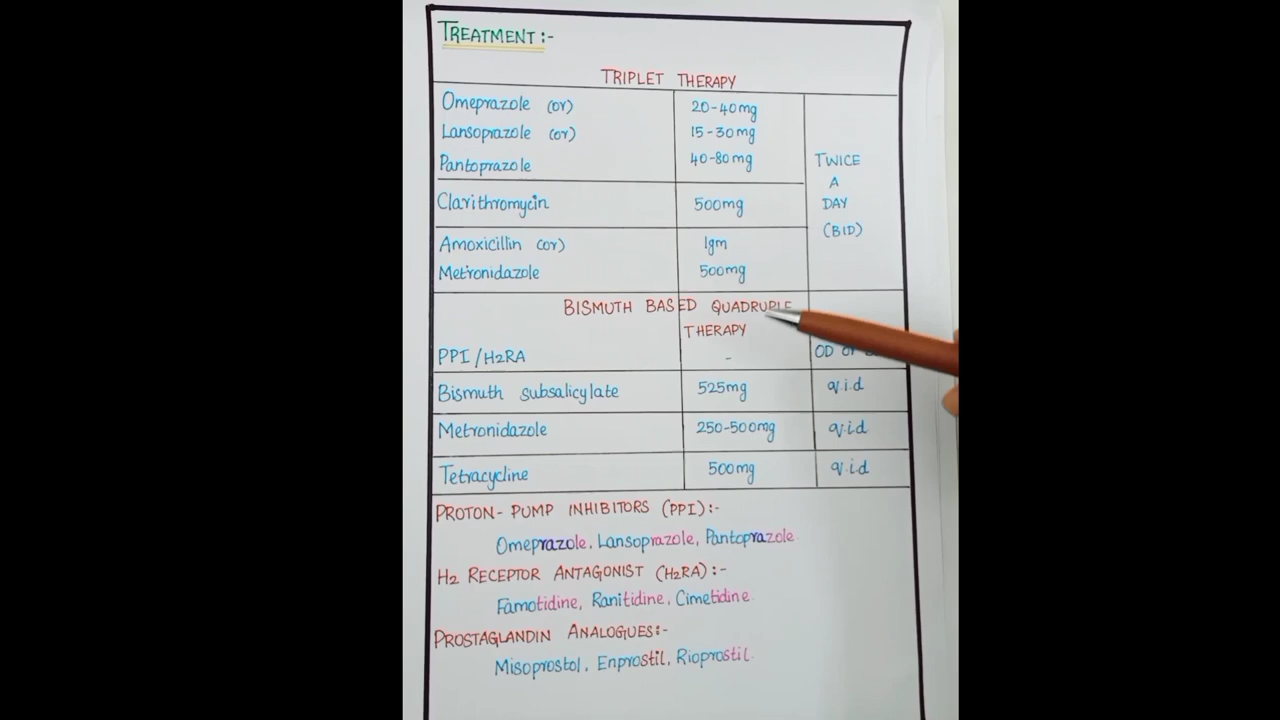 TREATMENT:-
TRIPLET THERAPY
Omeprazole (or) 20-40mg
Lansoprazole (or) 15-30mg
Pantoprazole 40-80mg
TWICE
A
DAY
(BID)
Clarithromycin 500mg
Amoxicillin (or) 1gm
Metronidazole 500mg
BISMUTH BASED QUADRUPLE
THERAPY
PPI/H2RA - OD or
Bismuth subsalicylate 525mg q.i.d
Metronidazole 250-500mg q.i.d
Tetracycline 500mg q.i.d
PROTON-PUMP INHIBITORS (PPI):-
Omeprazole, Lansoprazole, Pantoprazole.
H2 RECEPTOR ANTAGONIST (H2RA):-
Famotidine, Ranitidine, Cimetidine.
PROSTAGLANDIN ANALOGUES:-
Misoprostol, Enprostil, Rioprostil.